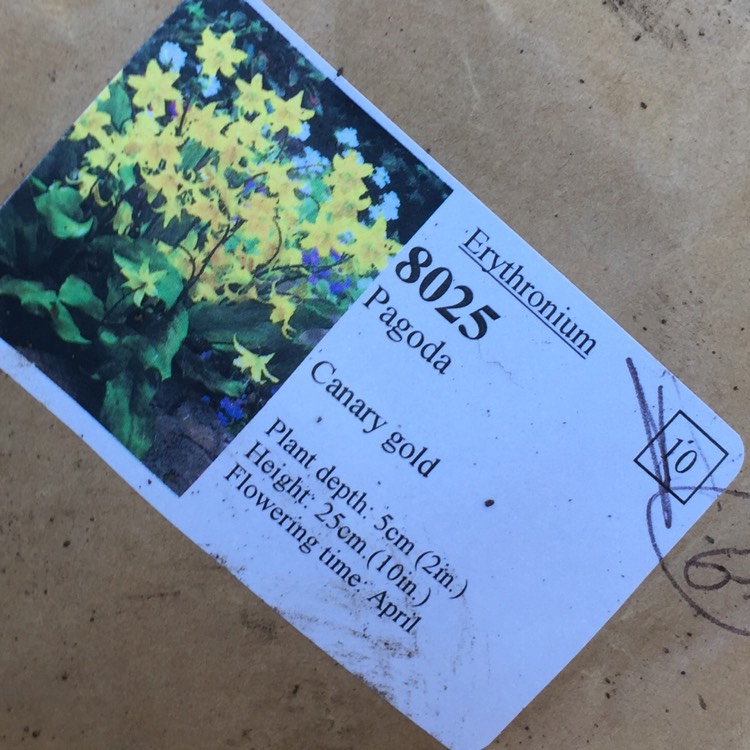 Erythronium
8025
Pagoda
Canary gold
Plant depth: 5cm (2in.)
Height: 25cm.(10in.)
Flowering time: April
10